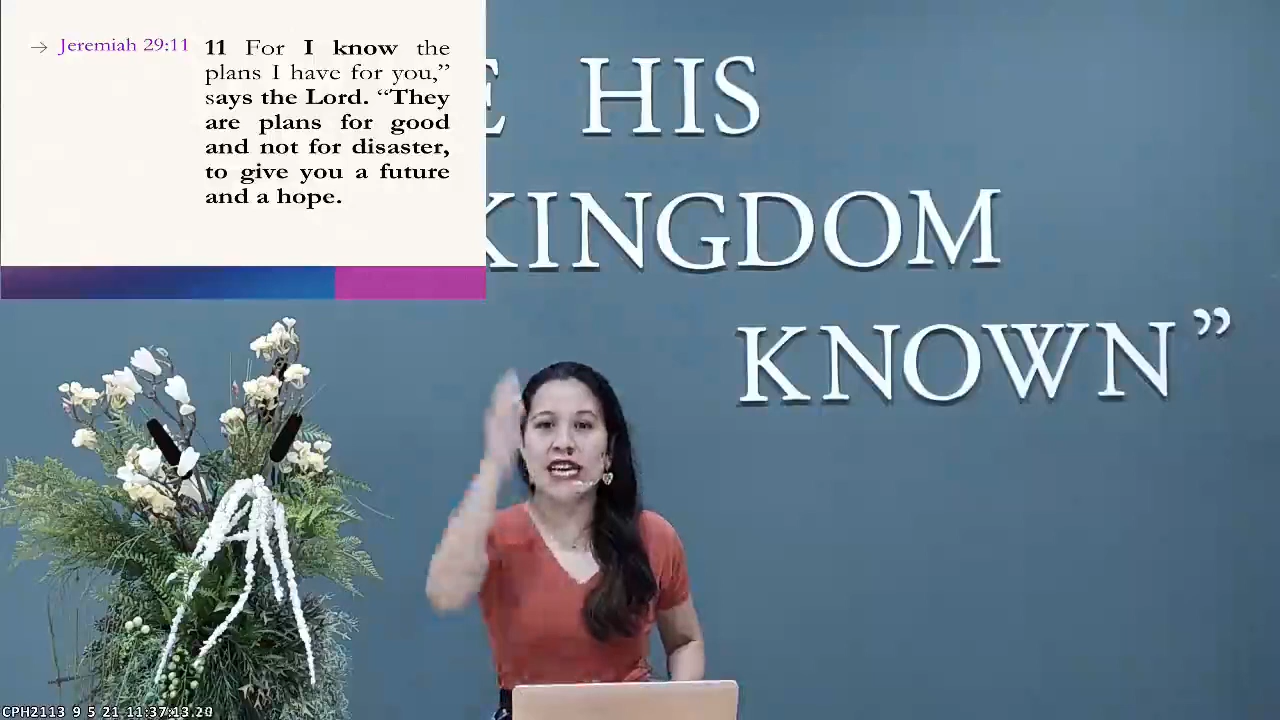 → Jeremiah 29:11
11 For I know the
plans I have for you,”
says the Lord. “They
are plans for good
and not for disaster,
to give you a future
and a hope.
E HIS
KINGDOM
KNOWN”
CPH2113 9 5 21 11:37:13.20